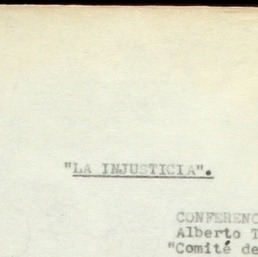 "LA INJUSTICIA".
CONFERENC
Alberto T
"Comité de